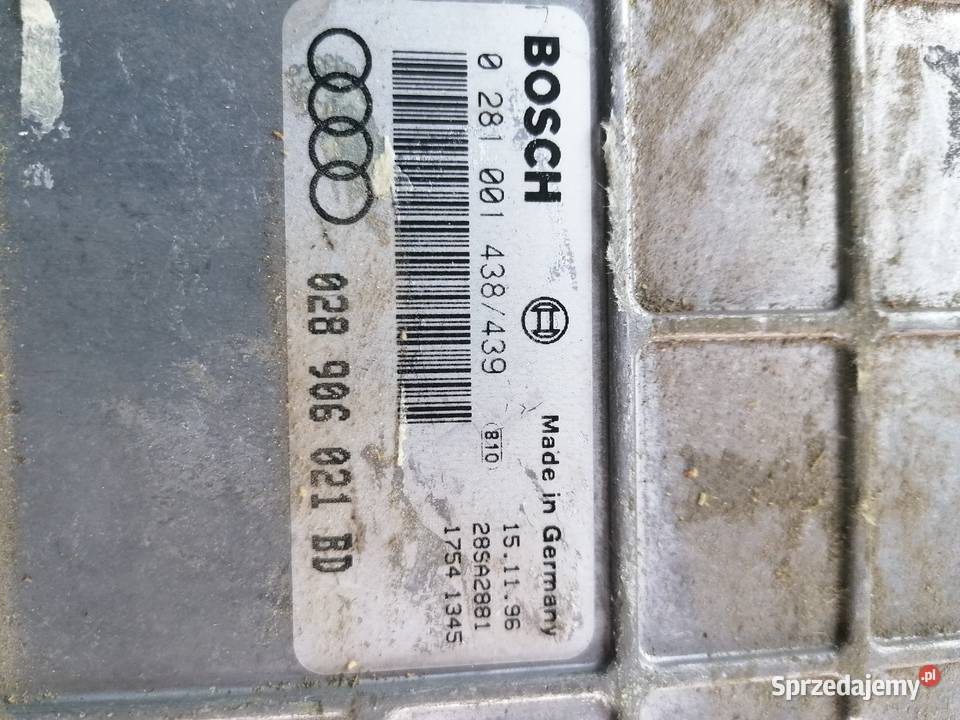 BOSCH
Made in Germany
0 281 001 438/439
810
15.11.96
28SA2881
1754 1345
028 906 021 BD
Sprzedajemy.pl